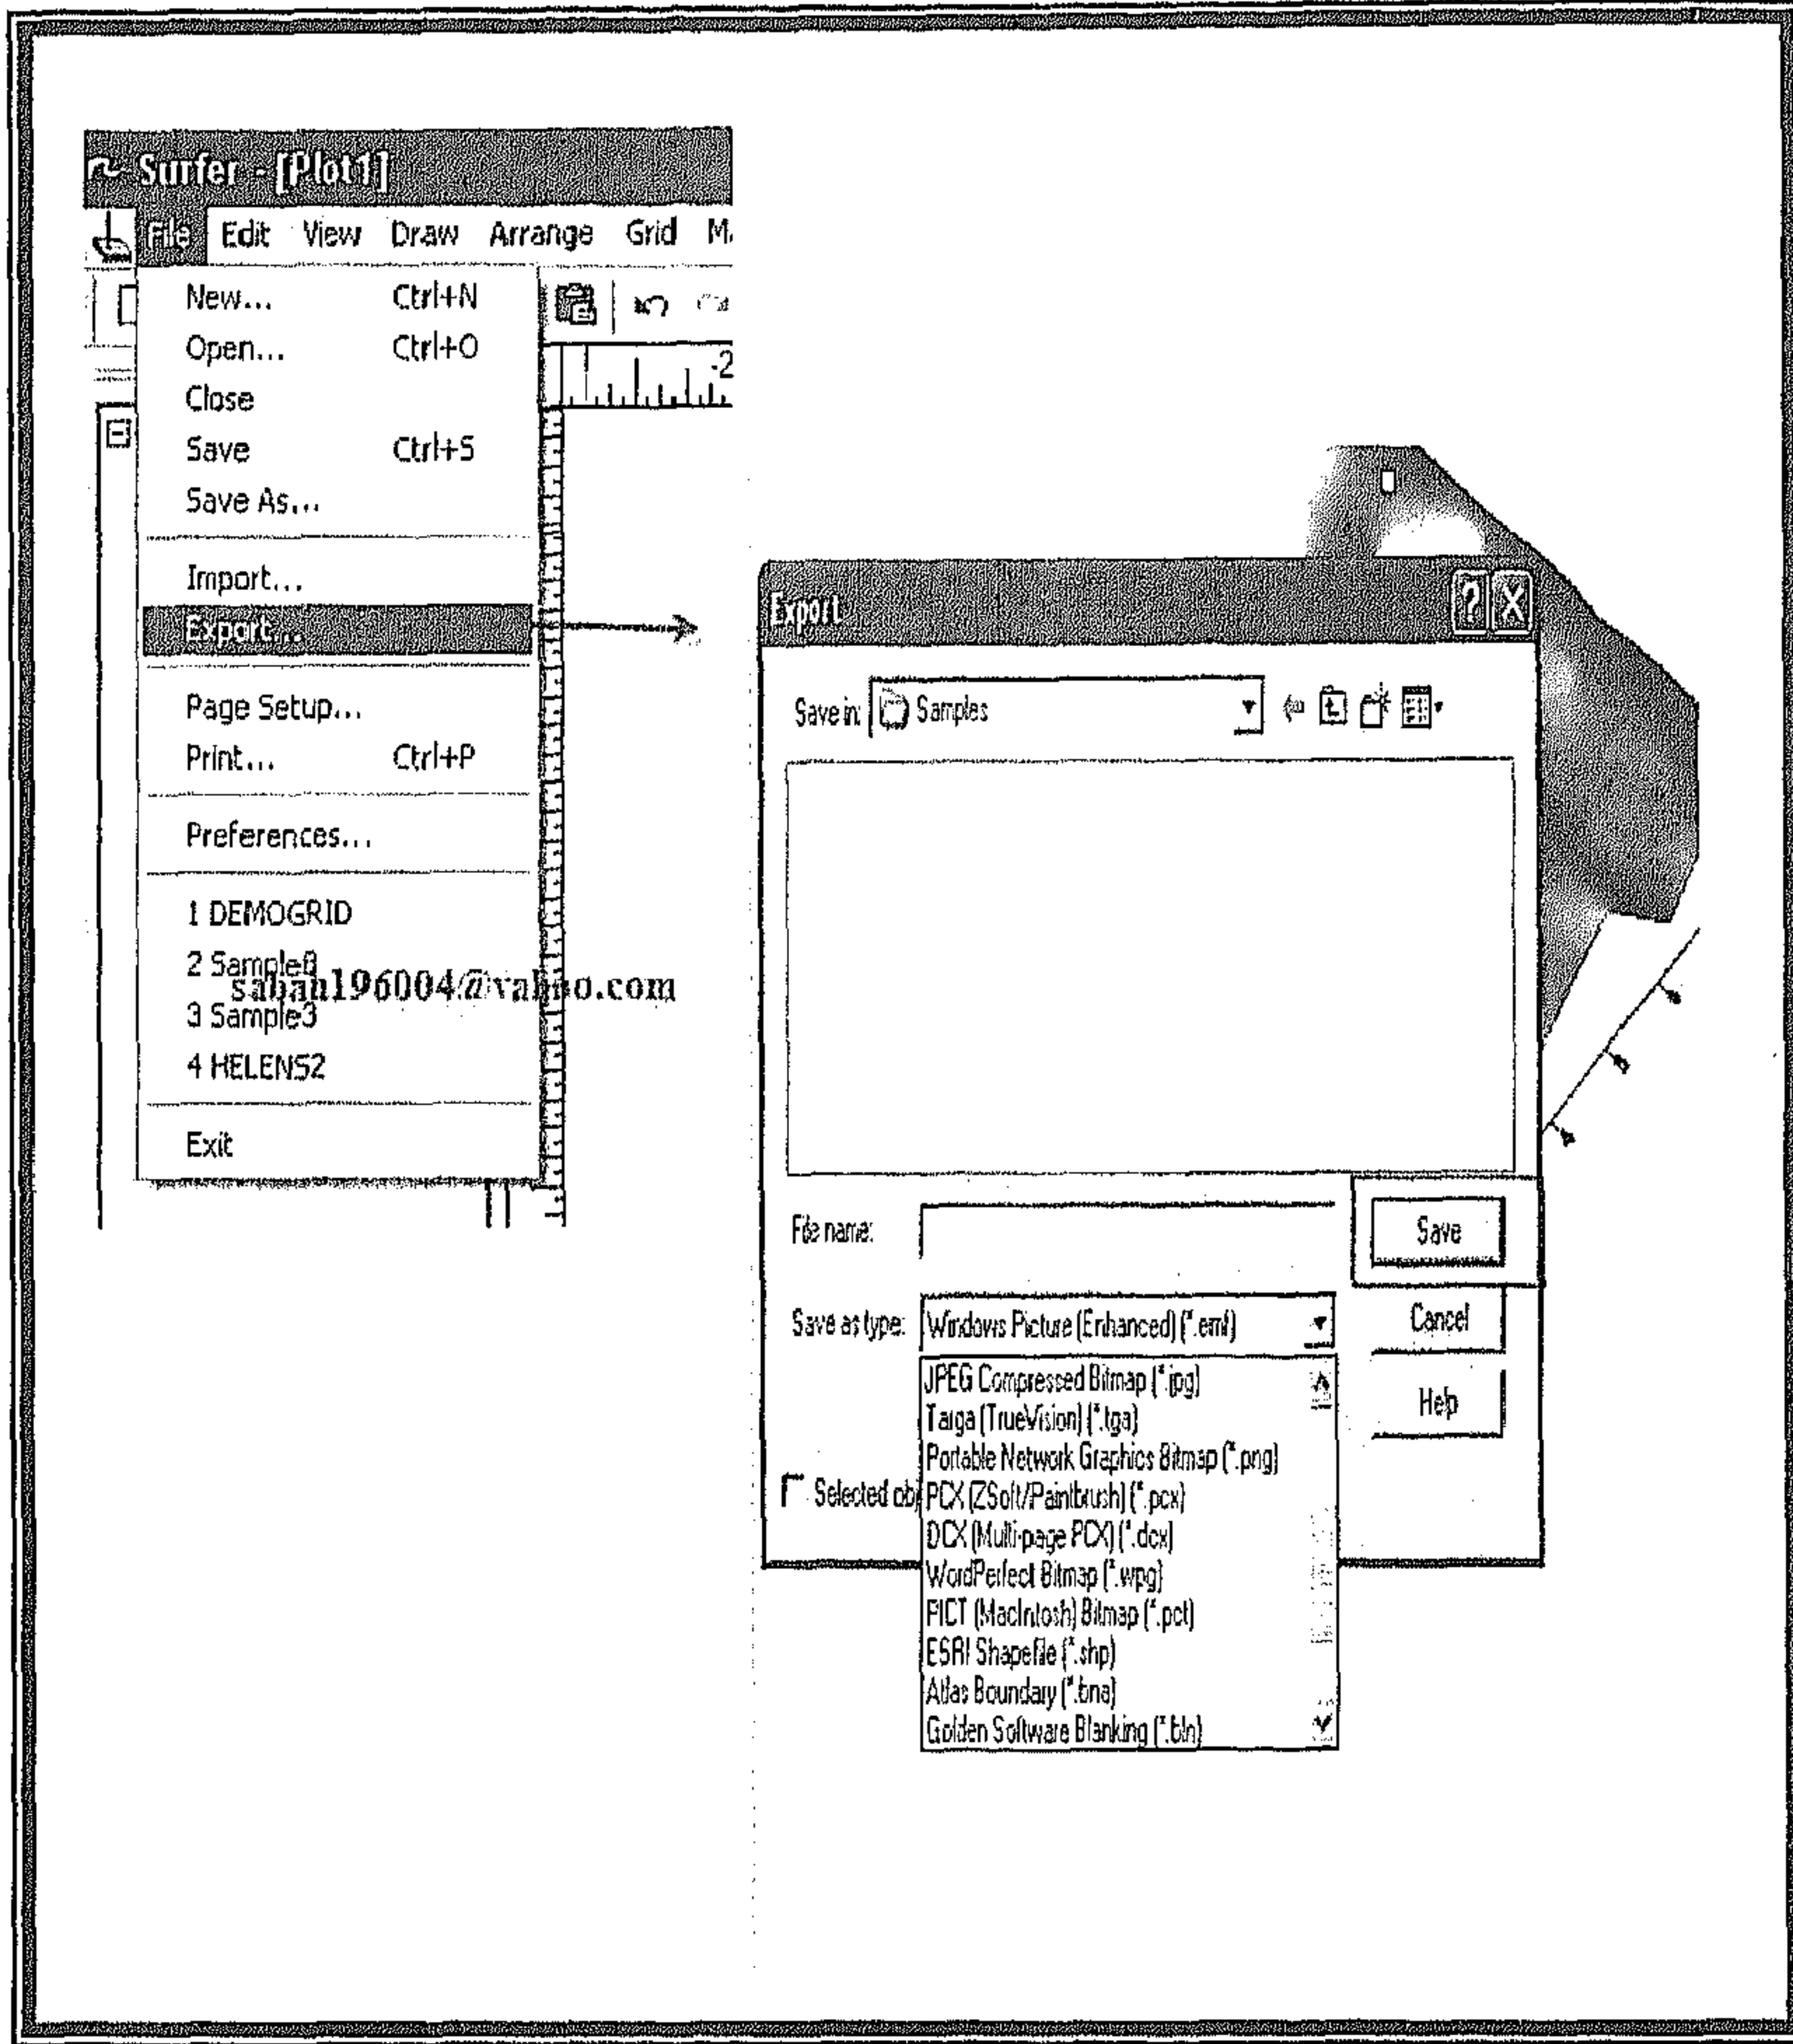 Surfer - [Plot1]
File Edit View Draw Arrange Grid
New... Ctrl+N
Open... Ctrl+O
Close
Save Ctrl+S
Save As...
Import...
Export...
Page Setup...
Print... Ctrl+P
Preferences...
1 DEMOGRID
2 Sample8
3 Sample3
4 HELENS2
Exit
sabah196004@yahoo.com
-2
Export
Save in: Samples
File name:
Save
Save as type: Windows Picture (Enhanced) (*.emf)
Cancel
Help
JPEG Compressed Bitmap (*.jpg)
Targa (TrueVision) (*.tga)
Portable Network Graphics Bitmap (*.png)
Selected
PCX (ZSoft/Paintbrush) (*.pcx)
DCX (Multi-page PCX) (*.dcx)
WordPerfect Bitmap (*.wpg)
PICT (MacIntosh) Bitmap (*.pct)
ESRI Shapefile (*.shp)
Atlas Boundary (*.bna)
Golden Software Blanking (*.bln)